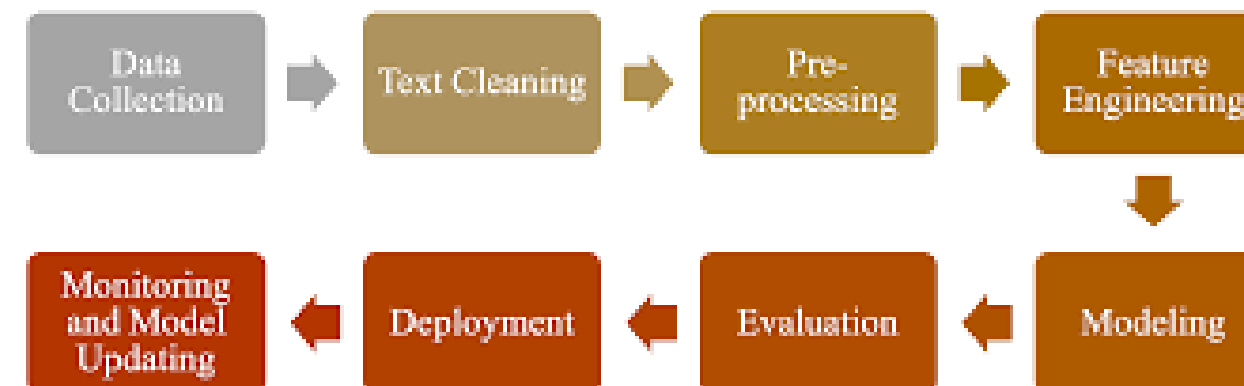 Data
Collection
Text Cleaning
Pre-
processing
Feature
Engineering
Modeling
Evaluation
Deployment
Monitoring
and Model
Updating